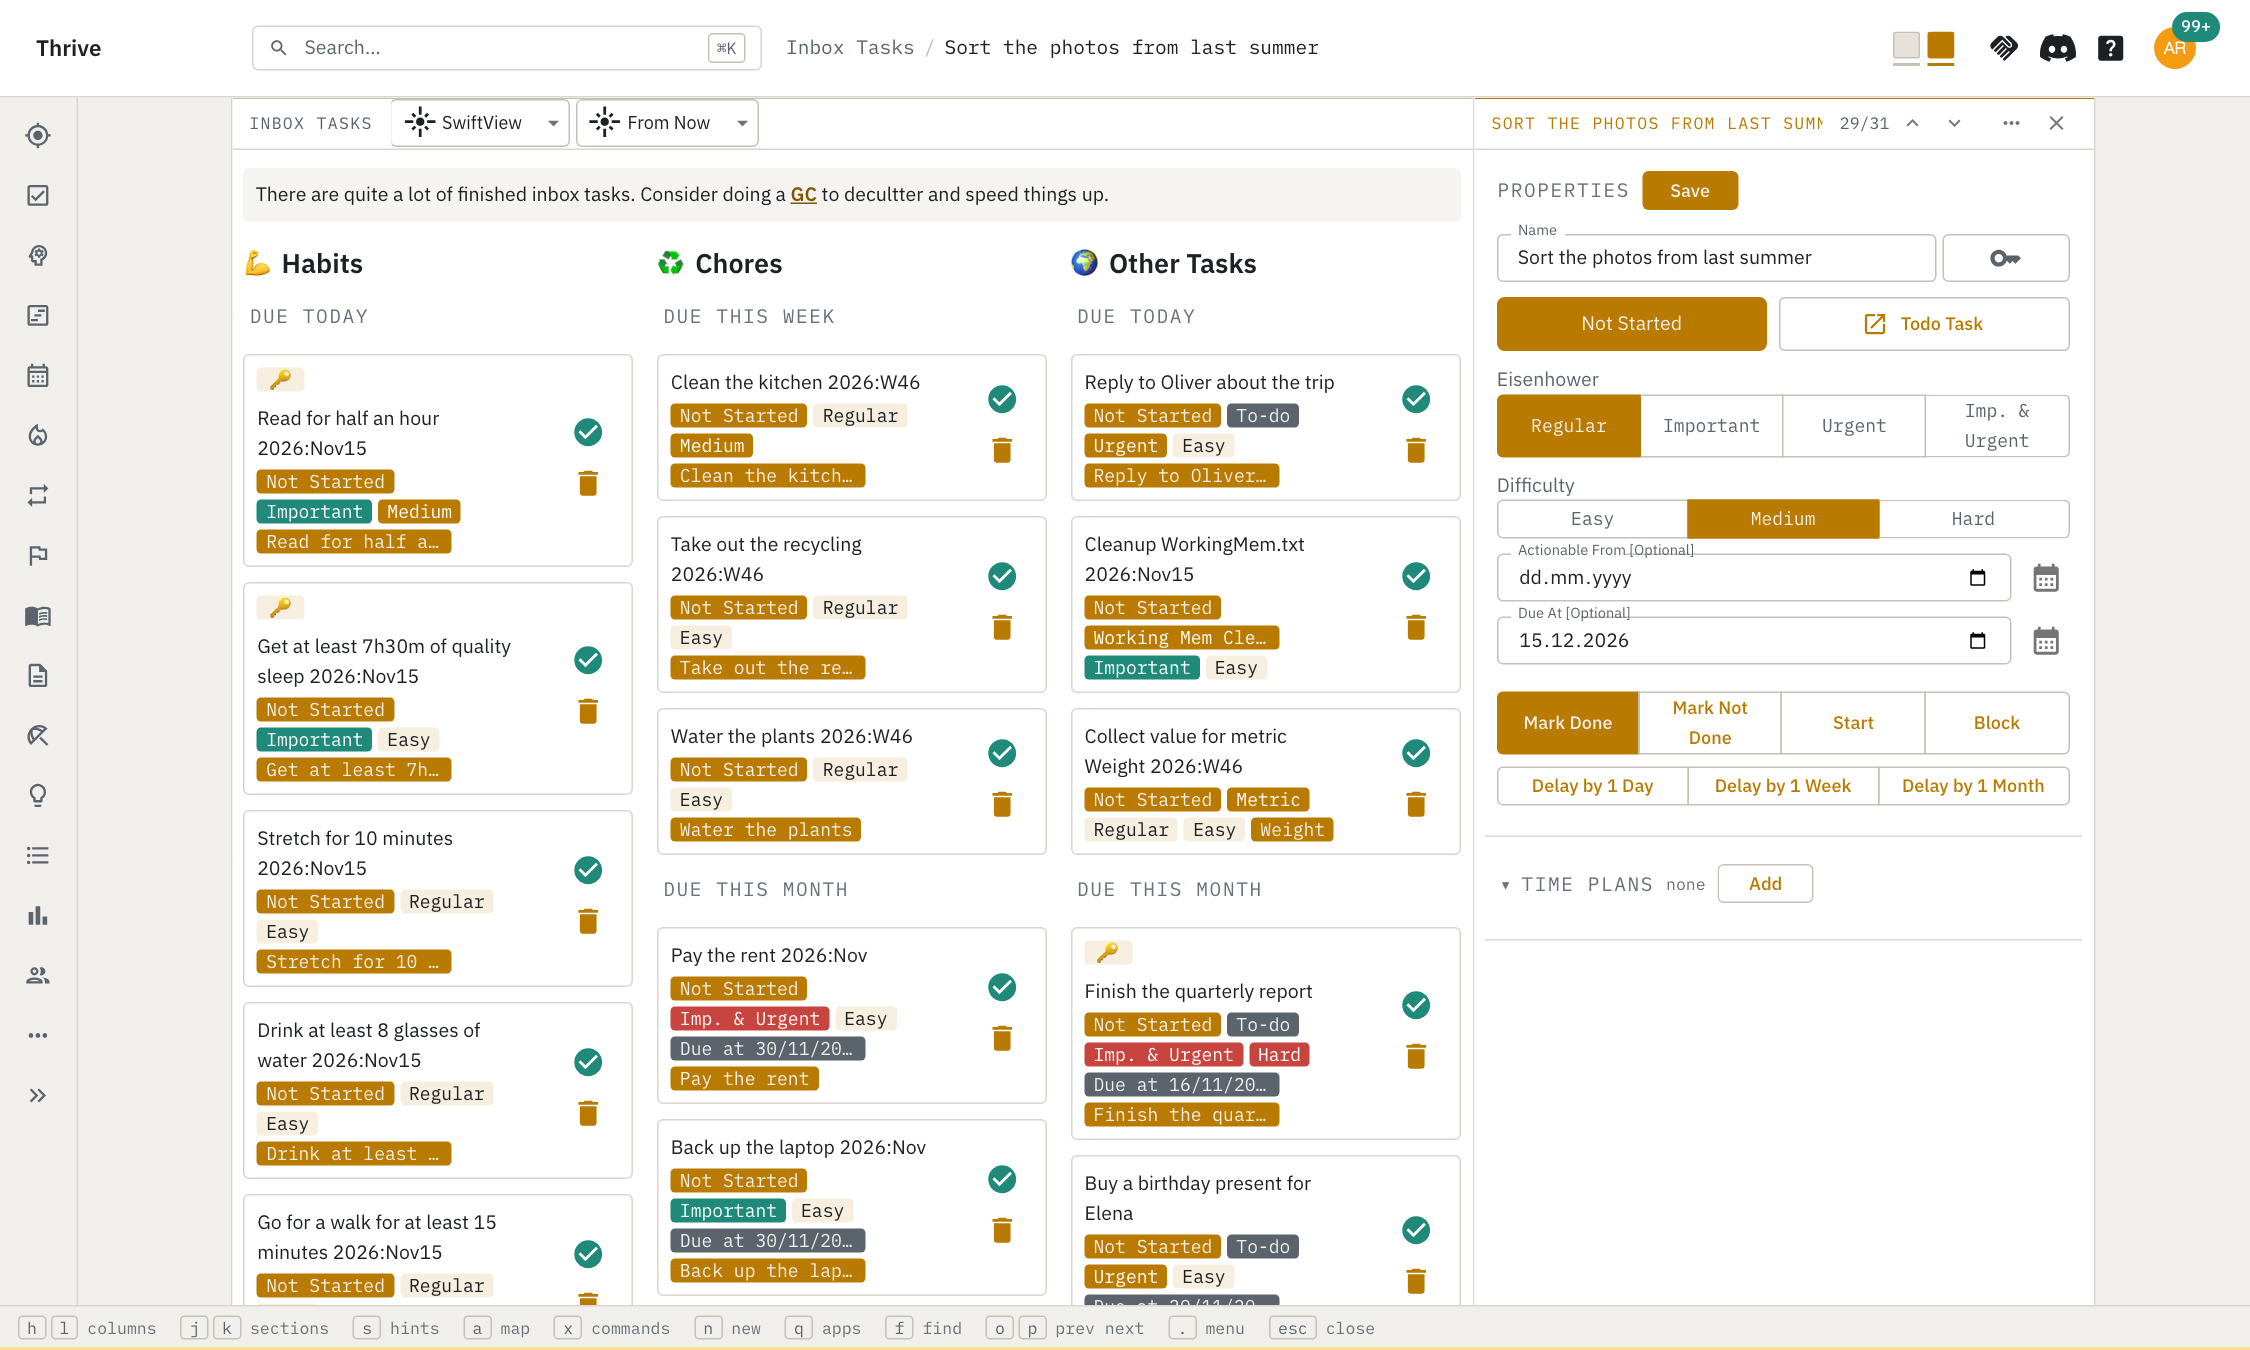 Thrive
Search...
⌘K
Inbox Tasks / Sort the photos from last summer
AR
99+
INBOX TASKS
SwiftView
From Now
There are quite a lot of finished inbox tasks. Consider doing a GC to decultter and speed things up.
💪 Habits
DUE TODAY
🔑
Read for half an hour
2026:Nov15
Not Started
Important Medium
Read for half a…
🔑
Get at least 7h30m of quality
sleep 2026:Nov15
Not Started
Important Easy
Get at least 7h…
Stretch for 10 minutes
2026:Nov15
Not Started Regular
Easy
Stretch for 10 …
Drink at least 8 glasses of
water 2026:Nov15
Not Started Regular
Easy
Drink at least …
Go for a walk for at least 15
minutes 2026:Nov15
Not Started Regular
♻️ Chores
DUE THIS WEEK
Clean the kitchen 2026:W46
Not Started Regular
Medium
Clean the kitch…
Take out the recycling
2026:W46
Not Started Regular
Easy
Take out the re…
Water the plants 2026:W46
Not Started Regular
Easy
Water the plants
DUE THIS MONTH
Pay the rent 2026:Nov
Not Started
Imp. & Urgent Easy
Due at 30/11/20…
Pay the rent
Back up the laptop 2026:Nov
Not Started
Important Easy
Due at 30/11/20…
Back up the lap…
🌍 Other Tasks
DUE TODAY
Reply to Oliver about the trip
Not Started To-do
Urgent Easy
Reply to Oliver…
Cleanup WorkingMem.txt
2026:Nov15
Not Started
Working Mem Cle…
Important Easy
Collect value for metric
Weight 2026:W46
Not Started Metric
Regular Easy Weight
DUE THIS MONTH
🔑
Finish the quarterly report
Not Started To-do
Imp. & Urgent Hard
Due at 16/11/20…
Finish the quar…
Buy a birthday present for
Elena
Not Started To-do
Urgent Easy
SORT THE PHOTOS FROM LAST SUMM
29/31
PROPERTIES
Save
Name
Sort the photos from last summer
Not Started
Todo Task
Eisenhower
Regular
Important
Urgent
Imp. &
Urgent
Difficulty
Easy
Medium
Hard
Actionable From [Optional]
dd.mm.yyyy
Due At [Optional]
15.12.2026
Mark Done
Mark Not
Done
Start
Block
Delay by 1 Day
Delay by 1 Week
Delay by 1 Month
▾ TIME PLANS none
Add
h l columns
j k sections
s hints
a map
x commands
n new
q apps
f find
o p prev next
. menu
esc close